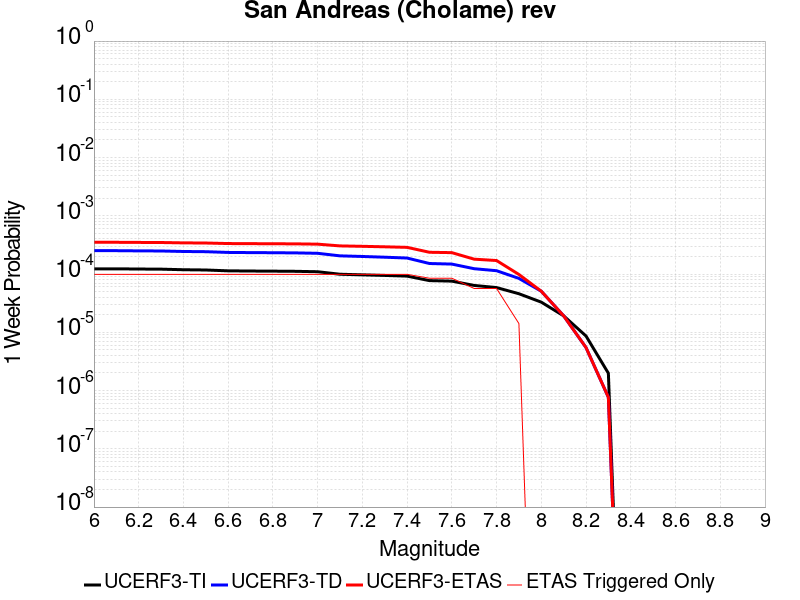 San Andreas (Cholame) rev
10^0
10^-1
10^-2
10^-3
10^-4
10^-5
10^-6
10^-7
10^-8
1 Week Probability
6 6.2 6.4 6.6 6.8 7 7.2 7.4 7.6 7.8 8 8.2 8.4 8.6 8.8 9
Magnitude
UCERF3-TI UCERF3-TD UCERF3-ETAS ETAS Triggered Only